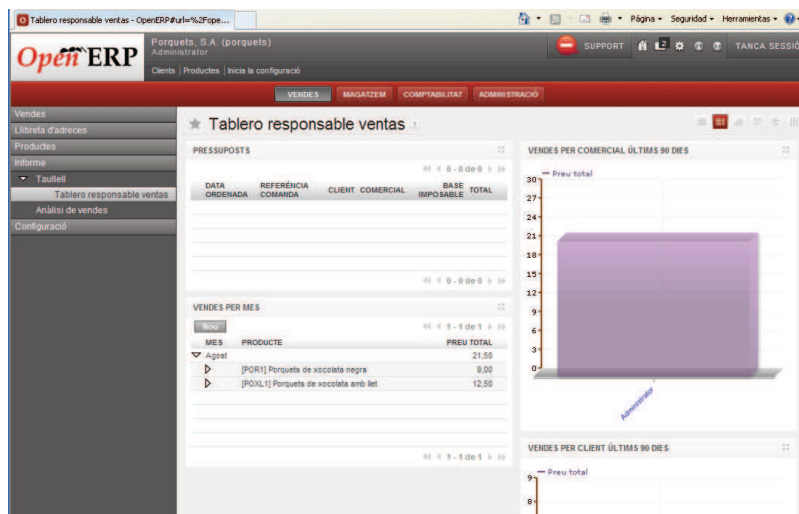 Tablero responsable ventas - OpenERP#url=%2Fope...
Página
Seguridad
Herramientas
Open ERP
Porquets, S.A. (porquets)
Administrator
Clients | Productes | Inicia la configuració
SUPPORT
2
TANCA SESSIÓ
VENDES
MAGATZEM
COMPTABILITAT
ADMINISTRACIÓ
Vendes
Llibreta d'adreces
Productes
Informe
Taullell
Tablero responsable ventas
Anàlisi de vendes
Configuració
Tablero responsable ventas ?
PRESSUPOSTS
0 - 0 de 0
DATA ORDENADA
REFERÈNCIA COMANDA
CLIENT
COMERCIAL
BASE IMPOSABLE
TOTAL
0 - 0 de 0
VENDES PER MES
Nou
1 - 1 de 1
MES PRODUCTE PREU TOTAL
Agost 21,50
[POR1] Porquets de xocolata negra 9,00
[POXL1] Porquets de xocolata amb llet 12,50
1 - 1 de 1
VENDES PER COMERCIAL ÚLTIMS 90 DIES
Preu total
30
27
24
21
18
15
12
9
6
3
0
Administrator
VENDES PER CLIENT ÚLTIMS 90 DIES
Preu total
9
8